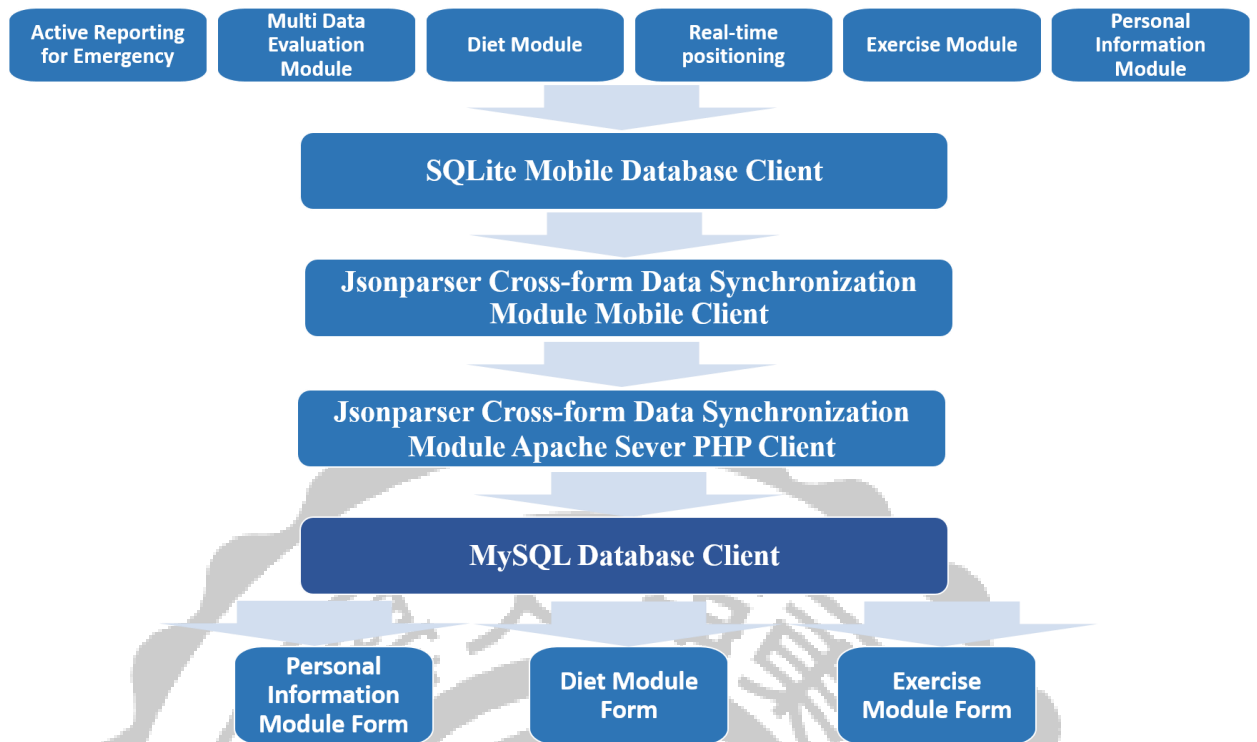 Active Reporting
for Emergency
Multi Data
Evaluation
Module
Diet Module
Real-time
positioning
Exercise Module
Personal
Information
Module
SQLite Mobile Database Client
Jsonparser Cross-form Data Synchronization
Module Mobile Client
Jsonparser Cross-form Data Synchronization
Module Apache Sever PHP Client
MySQL Database Client
Personal
Information
Module Form
Diet Module
Form
Exercise
Module Form